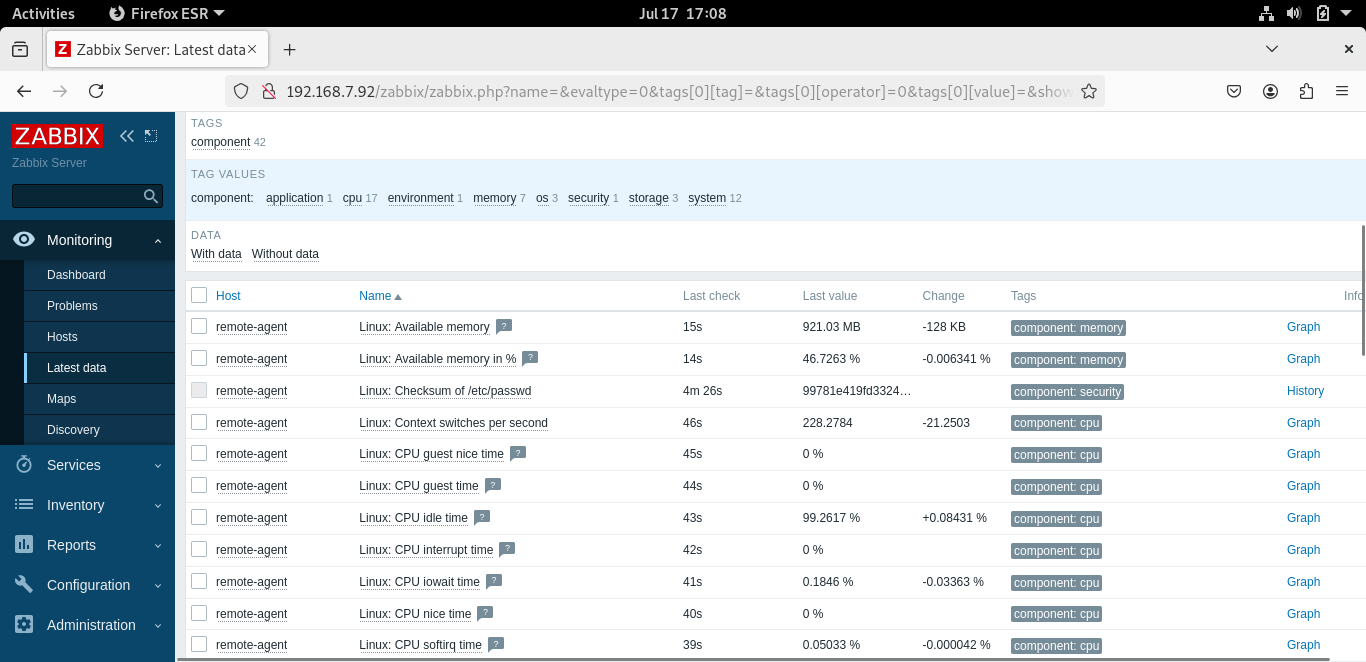 Activities Firefox ESR Jul 17 17:08
Zabbix Server: Latest data
192.168.7.92/zabbix/zabbix.php?name=&evaltype=0&tags[0][tag]=&tags[0][operator]=0&tags[0][value]=&show
ZABBIX
Zabbix Server
Monitoring
Dashboard
Problems
Hosts
Latest data
Maps
Discovery
Services
Inventory
Reports
Configuration
Administration
TAGS
component 42
TAG VALUES
component: application 1 cpu 17 environment 1 memory 7 os 3 security 1 storage 3 system 12
DATA
With data Without data
Host Name Last check Last value Change Tags Info
remote-agent Linux: Available memory ? 15s 921.03 MB -128 KB component: memory Graph
remote-agent Linux: Available memory in % ? 14s 46.7263 % -0.006341 % component: memory Graph
remote-agent Linux: Checksum of /etc/passwd 4m 26s 99781e419fd3324... component: security History
remote-agent Linux: Context switches per second 46s 228.2784 -21.2503 component: cpu Graph
remote-agent Linux: CPU guest nice time ? 45s 0 % component: cpu Graph
remote-agent Linux: CPU guest time ? 44s 0 % component: cpu Graph
remote-agent Linux: CPU idle time ? 43s 99.2617 % +0.08431 % component: cpu Graph
remote-agent Linux: CPU interrupt time ? 42s 0 % component: cpu Graph
remote-agent Linux: CPU iowait time ? 41s 0.1846 % -0.03363 % component: cpu Graph
remote-agent Linux: CPU nice time ? 40s 0 % component: cpu Graph
remote-agent Linux: CPU softirq time ? 39s 0.05033 % -0.000042 % component: cpu Graph